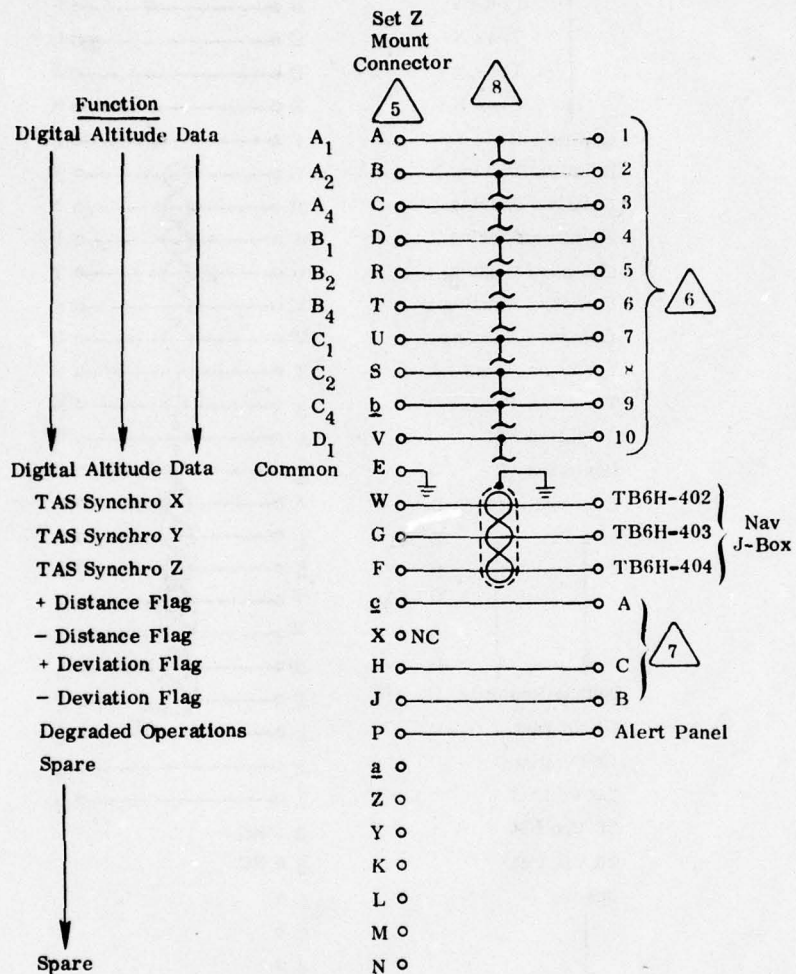 Set Z
Mount
Connector
5
8
Function
Digital Altitude Data A1 A 1
A2 B 2
A4 C 3
B1 D 4
B2 R 5
B4 T 6
6
C1 U 7
C2 S
C4 b 9
D1 V 10
Digital Altitude Data Common E
TAS Synchro X W TB6H-402
TAS Synchro Y G TB6H-403
Nav
J-Box
TAS Synchro Z F TB6H-404
+ Distance Flag c A
- Distance Flag X NC
7
+ Deviation Flag H C
- Deviation Flag J B
Degraded Operations P Alert Panel
Spare a
Z
Y
K
L
M
Spare N